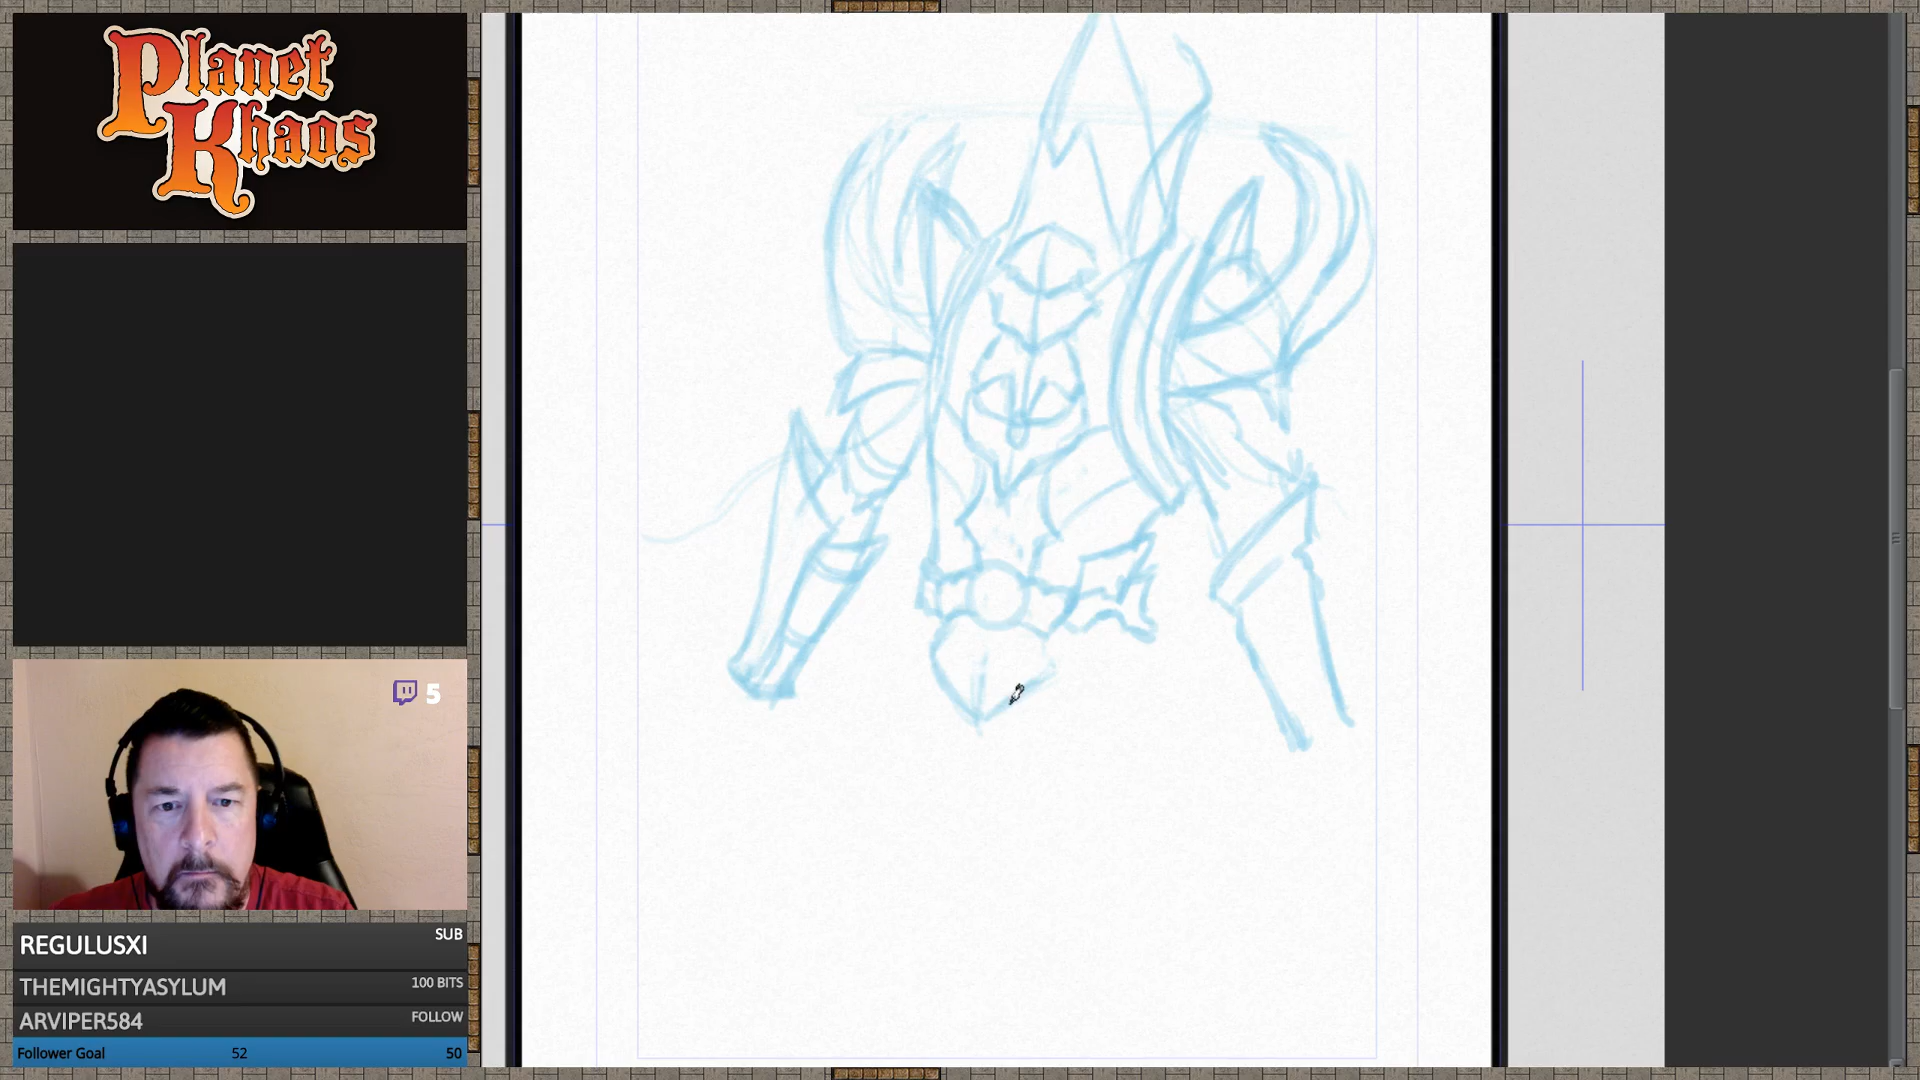 Planet
Khaos
5
REGULUSXI SUB
THEMIGHTYASYLUM 100 BITS
ARVIPER584 FOLLOW
Follower Goal 52 50